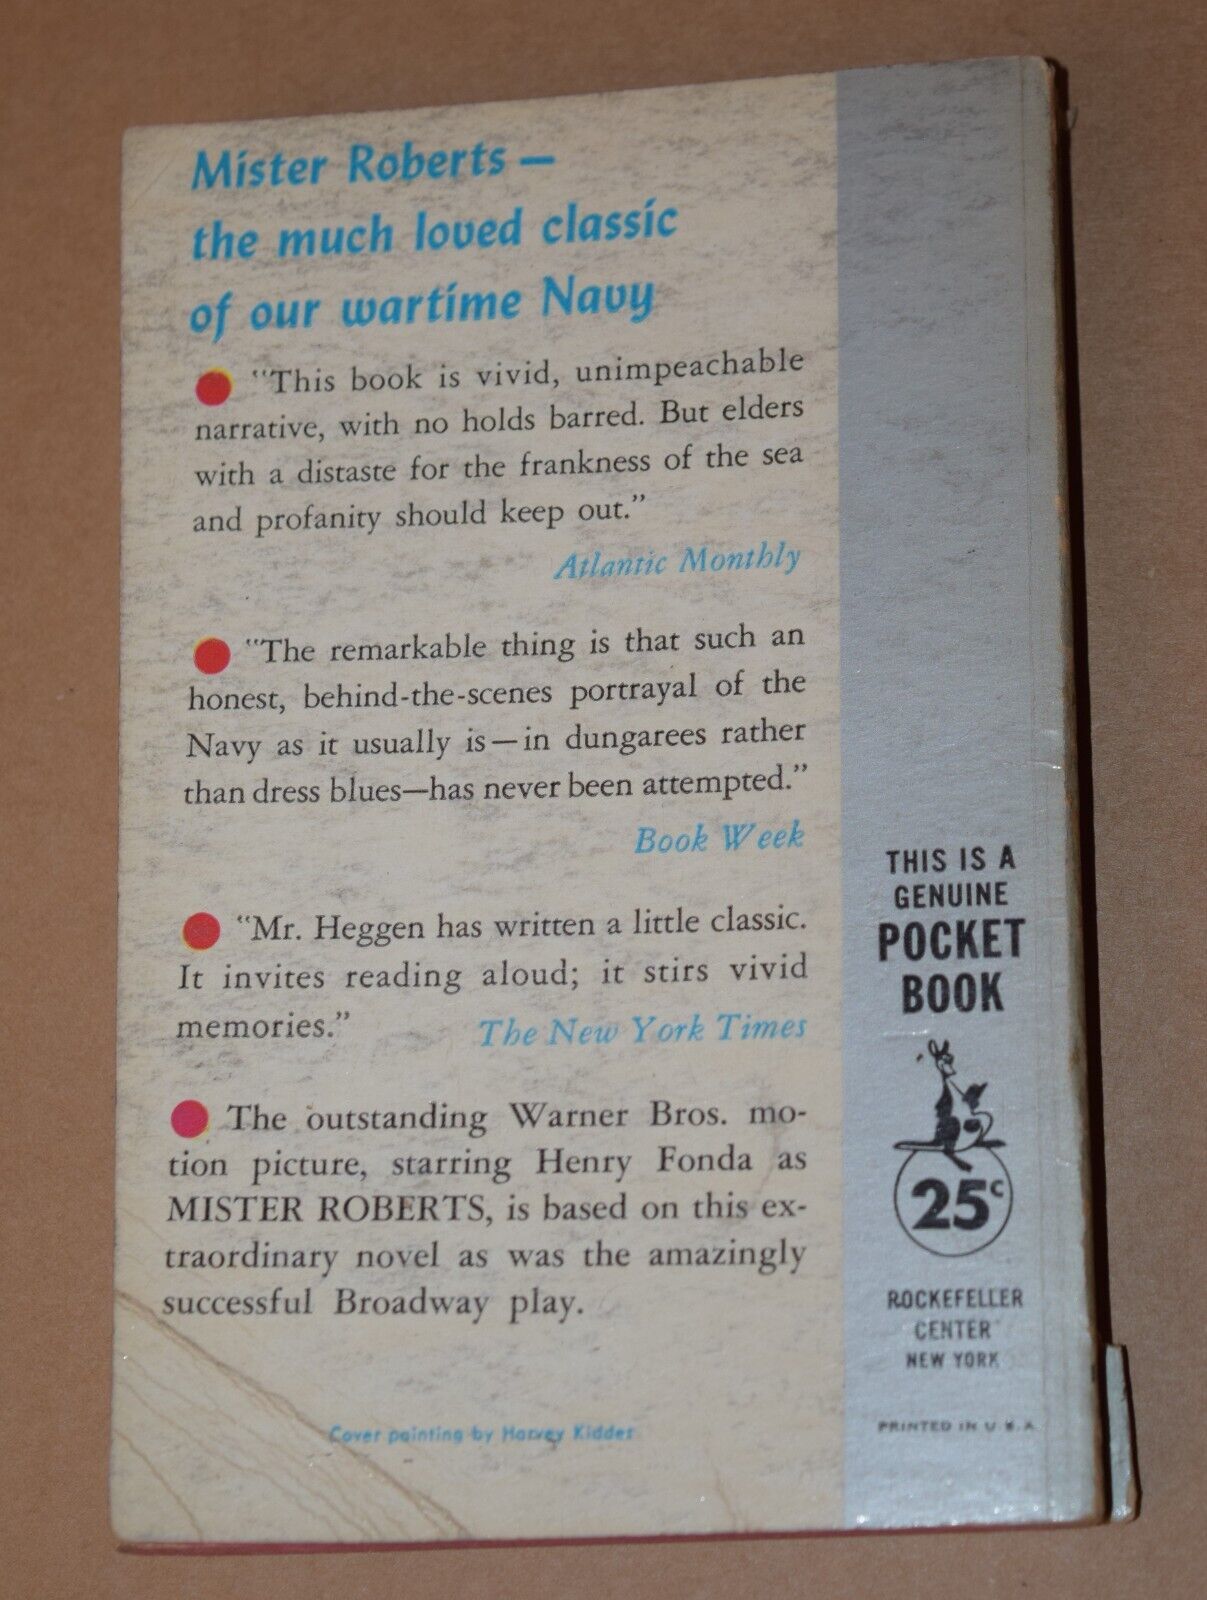 Mister Roberts —
the much loved classic
of our wartime Navy
"This book is vivid, unimpeachable
narrative, with no holds barred. But elders
with a distaste for the frankness of the sea
and profanity should keep out."
Atlantic Monthly
"The remarkable thing is that such an
honest, behind-the-scenes portrayal of the
Navy as it usually is—in dungarees rather
than dress blues—has never been attempted."
Book Week
"Mr. Heggen has written a little classic.
It invites reading aloud; it stirs vivid
memories."
The New York Times
The outstanding Warner Bros. mo-
tion picture, starring Henry Fonda as
MISTER ROBERTS, is based on this ex-
traordinary novel as was the amazingly
successful Broadway play.
Cover painting by Harvey Kidder
THIS IS A
GENUINE
POCKET
BOOK
25c
ROCKEFELLER
CENTER
NEW YORK
PRINTED IN U.S.A.